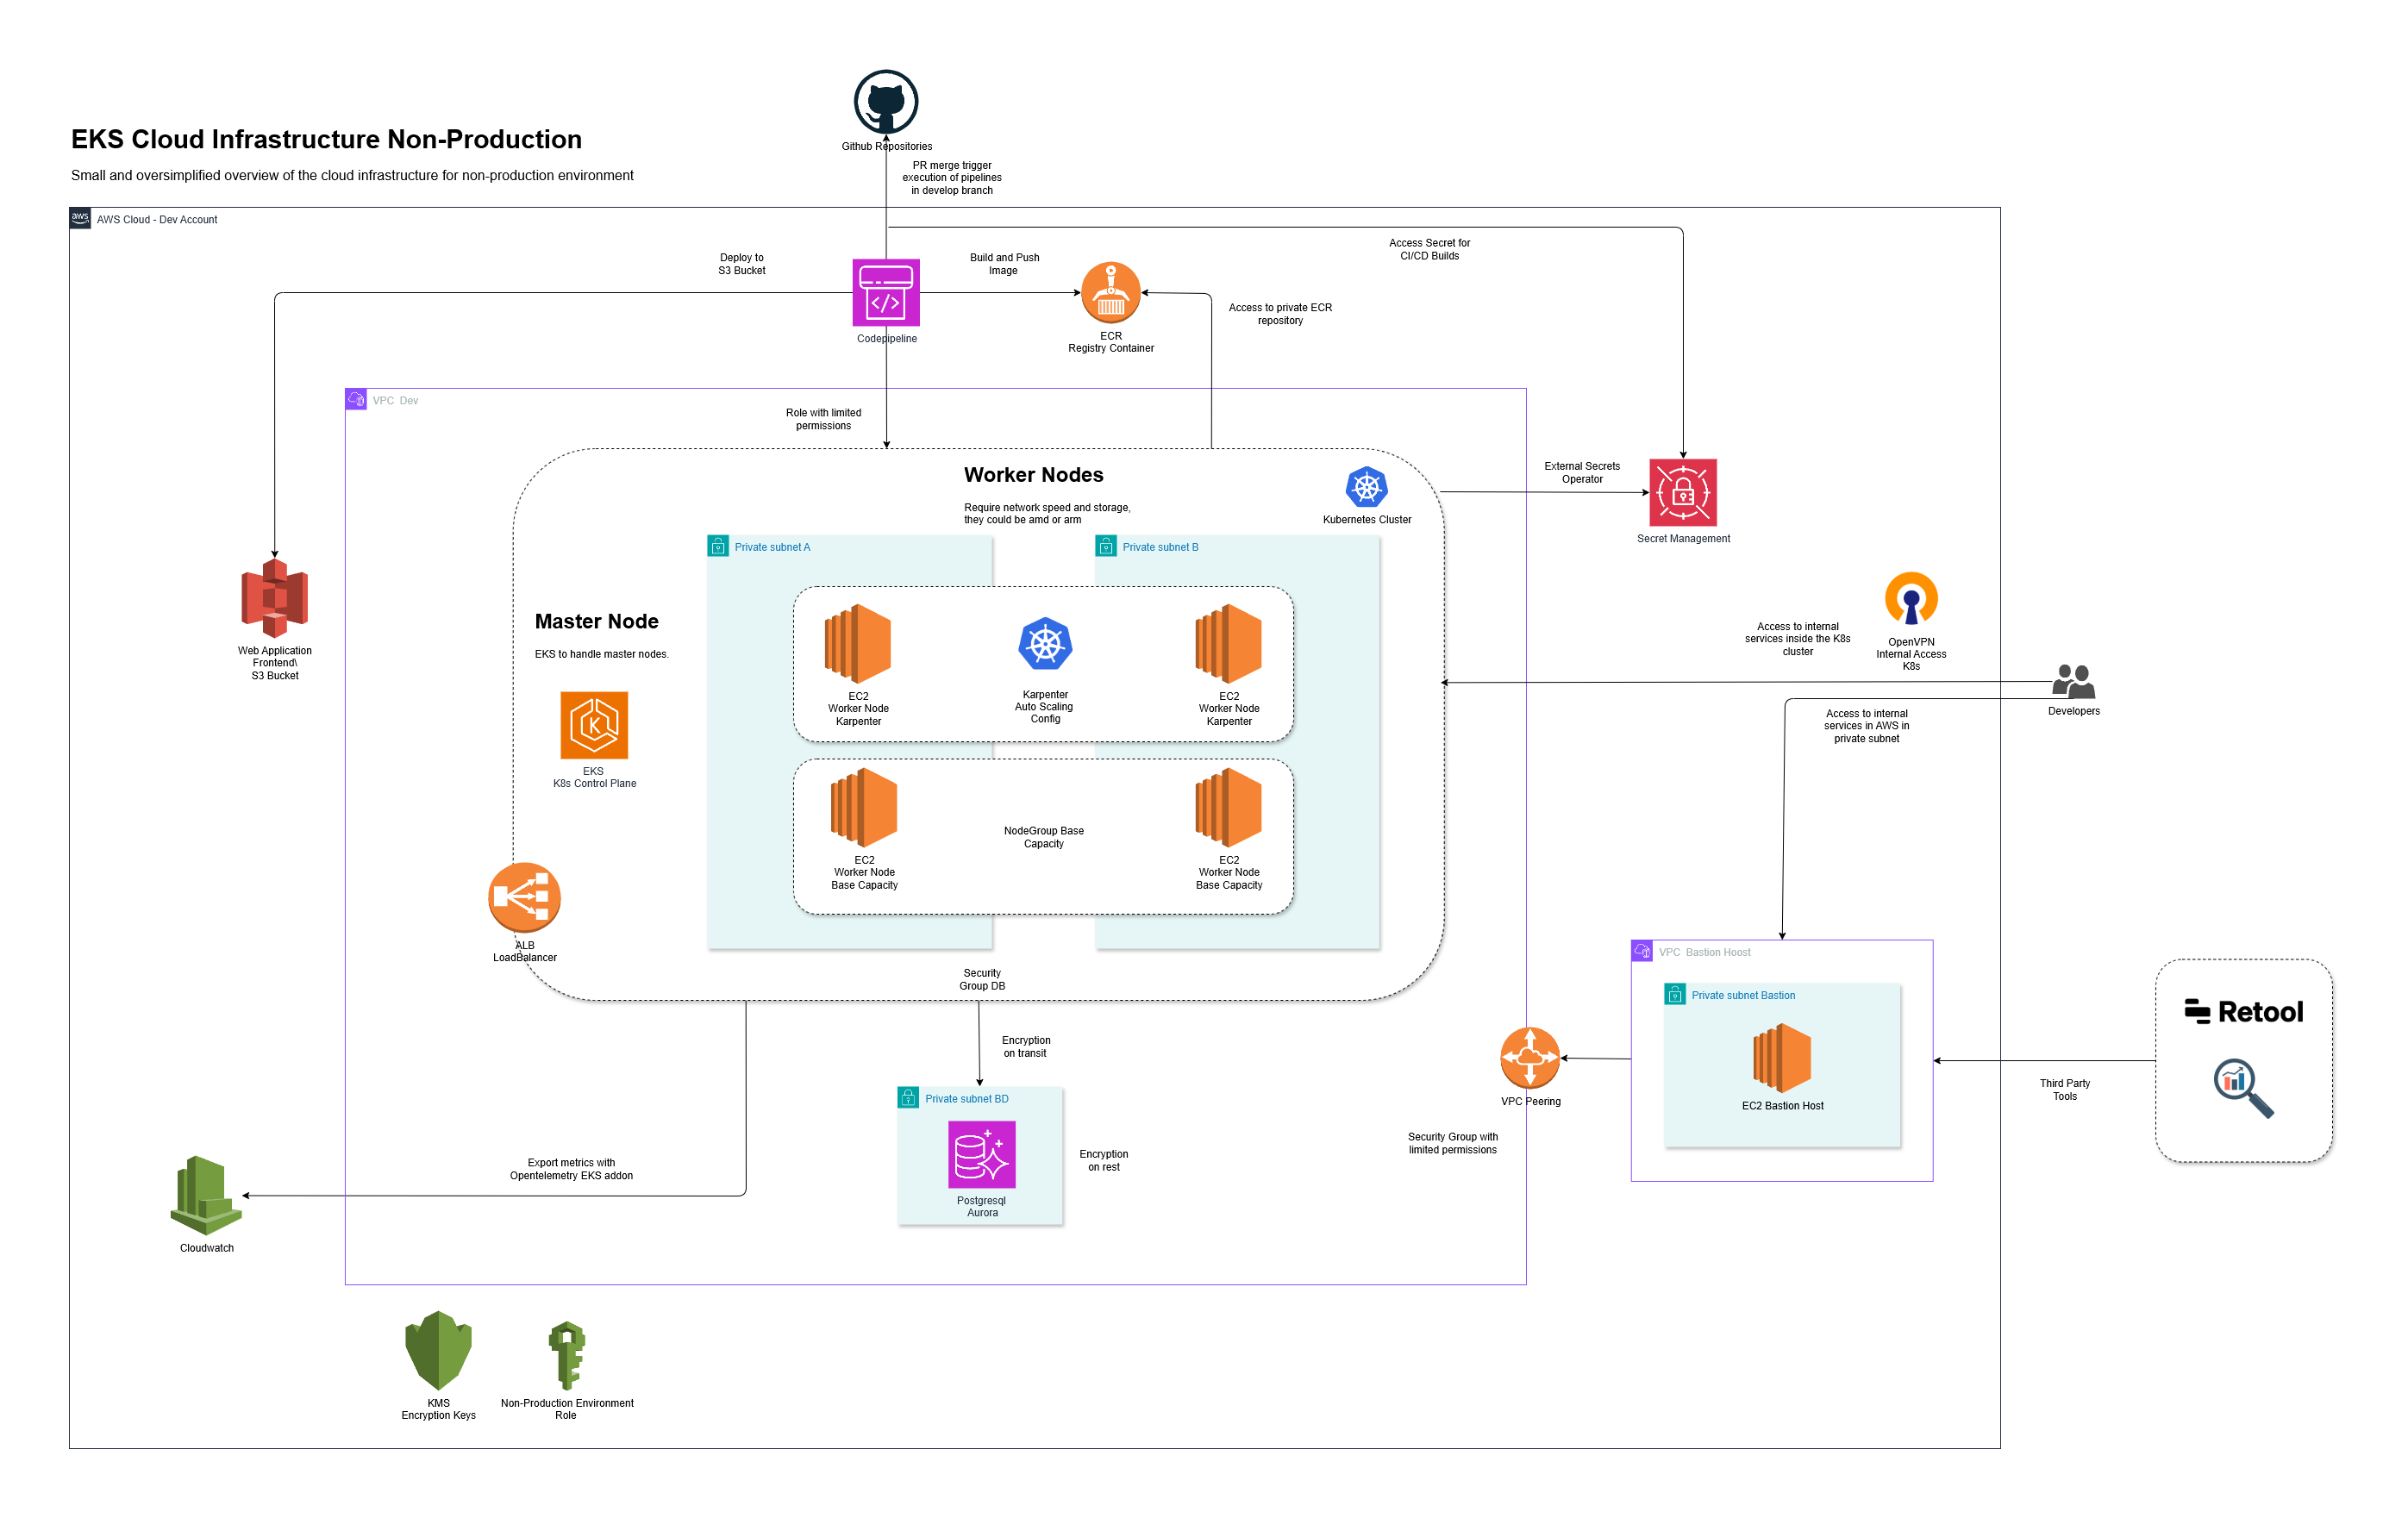 Github Repositories
EKS Cloud Infrastructure Non-Production
PR merge trigger
execution of pipelines
in develop branch
Small and oversimplified overview of the cloud infrastructure for non-production environment
aws
AWS Cloud - Dev Account
Deploy to
S3 Bucket
Build and Push
Image
Access Secret for
CI/CD Builds
Codepipeline
ECR
Registry Container
Access to private ECR
repository
VPC Dev
Role with limited
permissions
Worker Nodes
Require network speed and storage,
they could be amd or arm
Kubernetes Cluster
External Secrets
Operator
Secret Management
Private subnet A
Private subnet B
Master Node
EKS to handle master nodes.
EKS
K8s Control Plane
EC2
Worker Node
Karpenter
Karpenter
Auto Scaling
Config
EC2
Worker Node
Karpenter
EC2
Worker Node
Base Capacity
NodeGroup Base
Capacity
EC2
Worker Node
Base Capacity
Web Application
Frontend\
S3 Bucket
ALB
LoadBalancer
Security
Group DB
Access to internal
services inside the K8s
cluster
OpenVPN
Internal Access
K8s
Developers
Access to internal
services in AWS in
private subnet
VPC Bastion Hoost
Private subnet Bastion
EC2 Bastion Host
Retool
Third Party
Tools
VPC Peering
Security Group with
limited permissions
Encryption
on transit
Private subnet BD
Postgresql
Aurora
Encryption
on rest
Export metrics with
Opentelemetry EKS addon
Cloudwatch
KMS
Encryption Keys
Non-Production Environment
Role